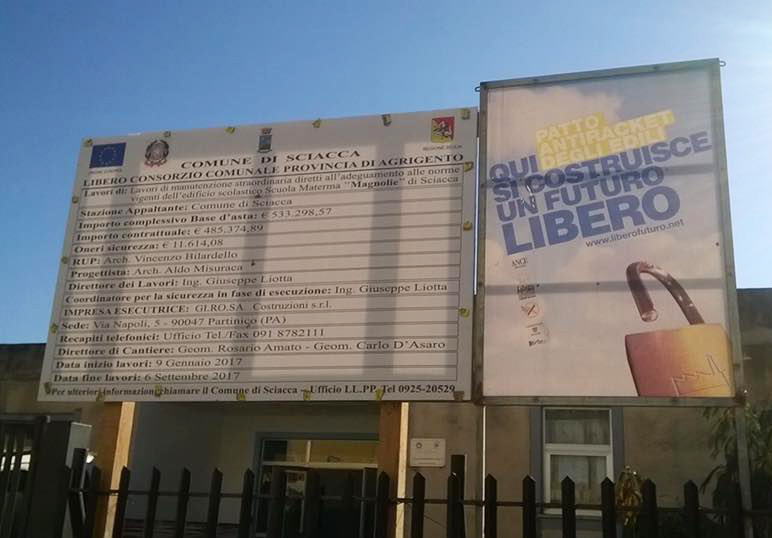 COMUNE DI SCIACCA
LIBERO CONSORZIO COMUNALE PROVINCIA DI AGRIGENTO
REGIONE SICILIA
Lavori di: Lavori di manutenzione straordinaria diretti all'adeguamento alle norme
vigenti dell'edificio scolastico Scuola Materma "Magnolie" di Sciacca
Stazione Appaltante: Comune di Sciacca
Importo complessivo Base d'asta: € 533.298,57
Importo contrattuale: € 485.374,89
Oneri sicurezza: € 11.614,08
RUP: Arch. Vincenzo Bilardello
Progettista: Arch. Aldo Misuraca
Direttore dei Lavori: Ing. Giuseppe Liotta
Coordinatore per la sicurezza in fase di esecuzione: Ing. Giuseppe Liotta
IMPRESA ESECUTRICE: GI.RO.SA. Costruzioni s.r.l.
Sede: Via Napoli, 5 - 90047 Partinico (PA)
Recapiti telefonici: Ufficio Tel./Fax 091 8782111
Direttore di Cantiere: Geom. Rosario Amato - Geom. Carlo D'Asaro
Data inizio lavori: 9 Gennaio 2017
Data fine lavori: 6 Settembre 2017
Per ulteriori informazioni chiamare il Comune di Sciacca - Ufficio LL.PP. Tel 0925-20529
PATTO
ANTIRACKET
DEGLI EDILI
QUI
SI COSTRUISCE
UN FUTURO
LIBERO
www.liberofuturo.net
ANCE